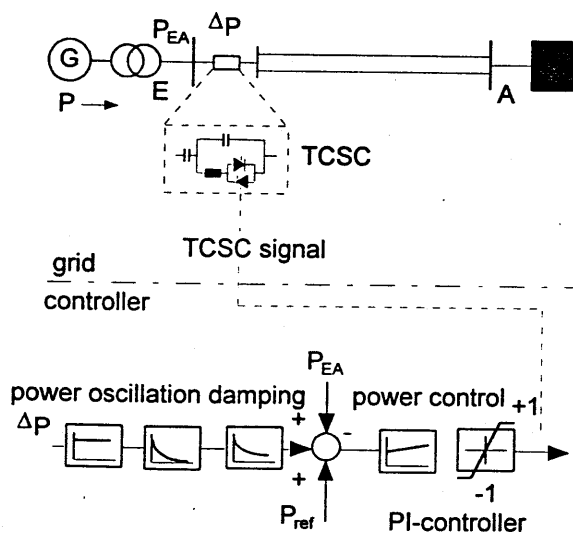 P_EA ΔP
G
P E A
TCSC
TCSC signal
grid
controller
P_EA
power oscillation damping power control
ΔP + - +1
+
P_ref -1
PI-controller